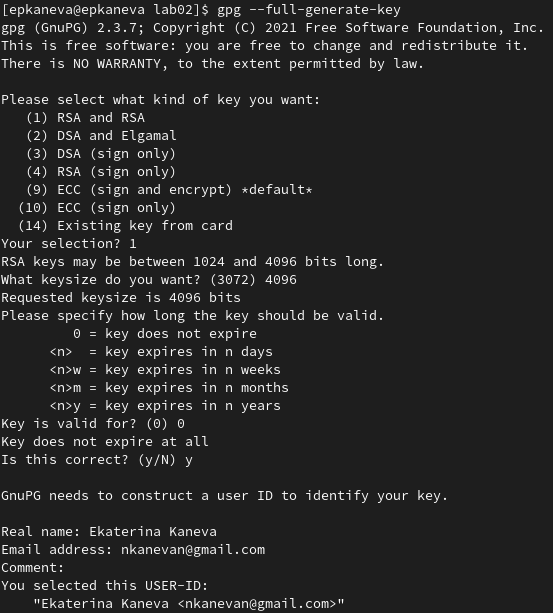 [epkaneva@epkaneva lab02]$ gpg --full-generate-key
gpg (GnuPG) 2.3.7; Copyright (C) 2021 Free Software Foundation, Inc.
This is free software: you are free to change and redistribute it.
There is NO WARRANTY, to the extent permitted by law.

Please select what kind of key you want:
   (1) RSA and RSA
   (2) DSA and Elgamal
   (3) DSA (sign only)
   (4) RSA (sign only)
   (9) ECC (sign and encrypt) *default*
  (10) ECC (sign only)
  (14) Existing key from card
Your selection? 1
RSA keys may be between 1024 and 4096 bits long.
What keysize do you want? (3072) 4096
Requested keysize is 4096 bits
Please specify how long the key should be valid.
         0 = key does not expire
      <n>  = key expires in n days
      <n>w = key expires in n weeks
      <n>m = key expires in n months
      <n>y = key expires in n years
Key is valid for? (0) 0
Key does not expire at all
Is this correct? (y/N) y

GnuPG needs to construct a user ID to identify your key.

Real name: Ekaterina Kaneva
Email address: nkanevan@gmail.com
Comment:
You selected this USER-ID:
    "Ekaterina Kaneva <nkanevan@gmail.com>"